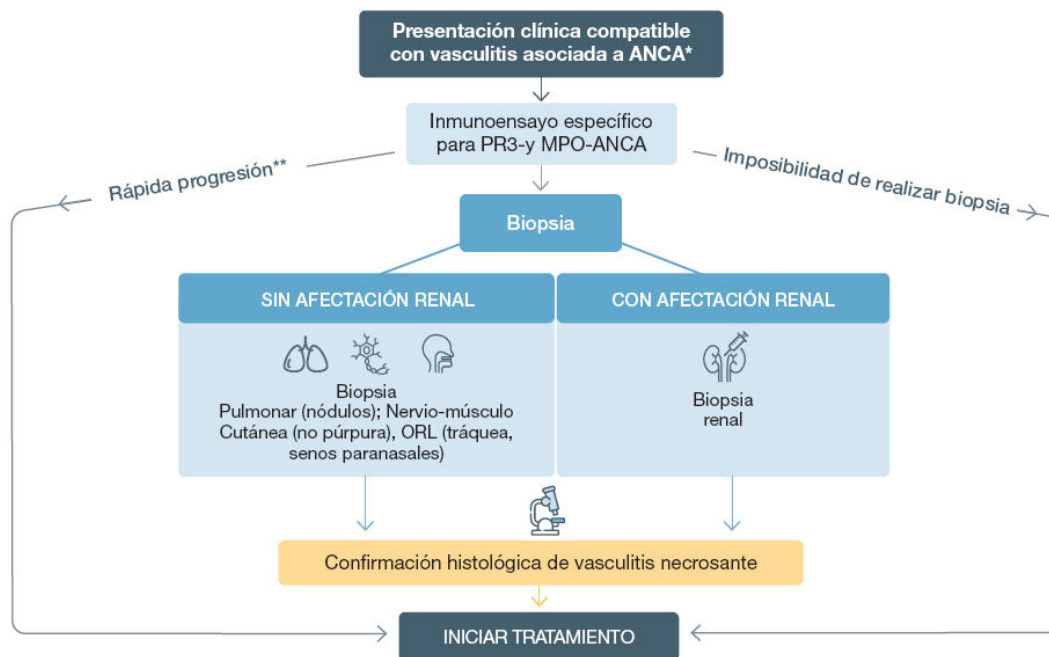 Presentación clínica compatible
con vasculitis asociada a ANCA*
Inmunoensayo específico
para PR3-y MPO-ANCA
Rápida progresión**
Imposibilidad de realizar biopsia
Biopsia
SIN AFECTACIÓN RENAL
CON AFECTACIÓN RENAL
Biopsia
Pulmonar (nódulos); Nervio-músculo
Cutánea (no púrpura), ORL (tráquea,
senos paranasales)
Biopsia
renal
Confirmación histológica de vasculitis necrosante
INICIAR TRATAMIENTO